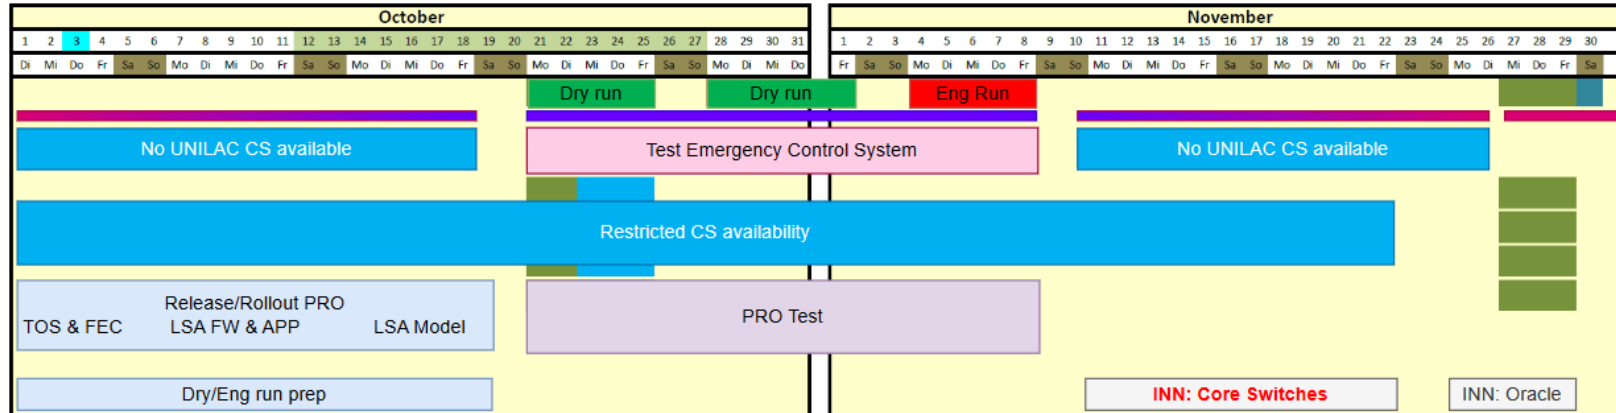 October November
1 2 3 4 5 6 7 8 9 10 11 12 13 14 15 16 17 18 19 20 21 22 23 24 25 26 27 28 29 30 31 1 2 3 4 5 6 7 8 9 10 11 12 13 14 15 16 17 18 19 20 21 22 23 24 25 26 27 28 29 30
Di Mi Do Fr Sa So Mo Di Mi Do Fr Sa So Mo Di Mi Do Fr Sa So Mo Di Mi Do Fr Sa So Mo Di Mi Do Fr Sa So Mo Di Mi Do Fr Sa So Mo Di Mi Do Fr Sa So Mo Di Mi Do Fr Sa So Mo Di Mi Do Fr Sa
Dry run Dry run Eng Run
No UNILAC CS available Test Emergency Control System No UNILAC CS available
Restricted CS availability
Release/Rollout PRO
TOS & FEC LSA FW & APP LSA Model PRO Test
Dry/Eng run prep INN: Core Switches INN: Oracle